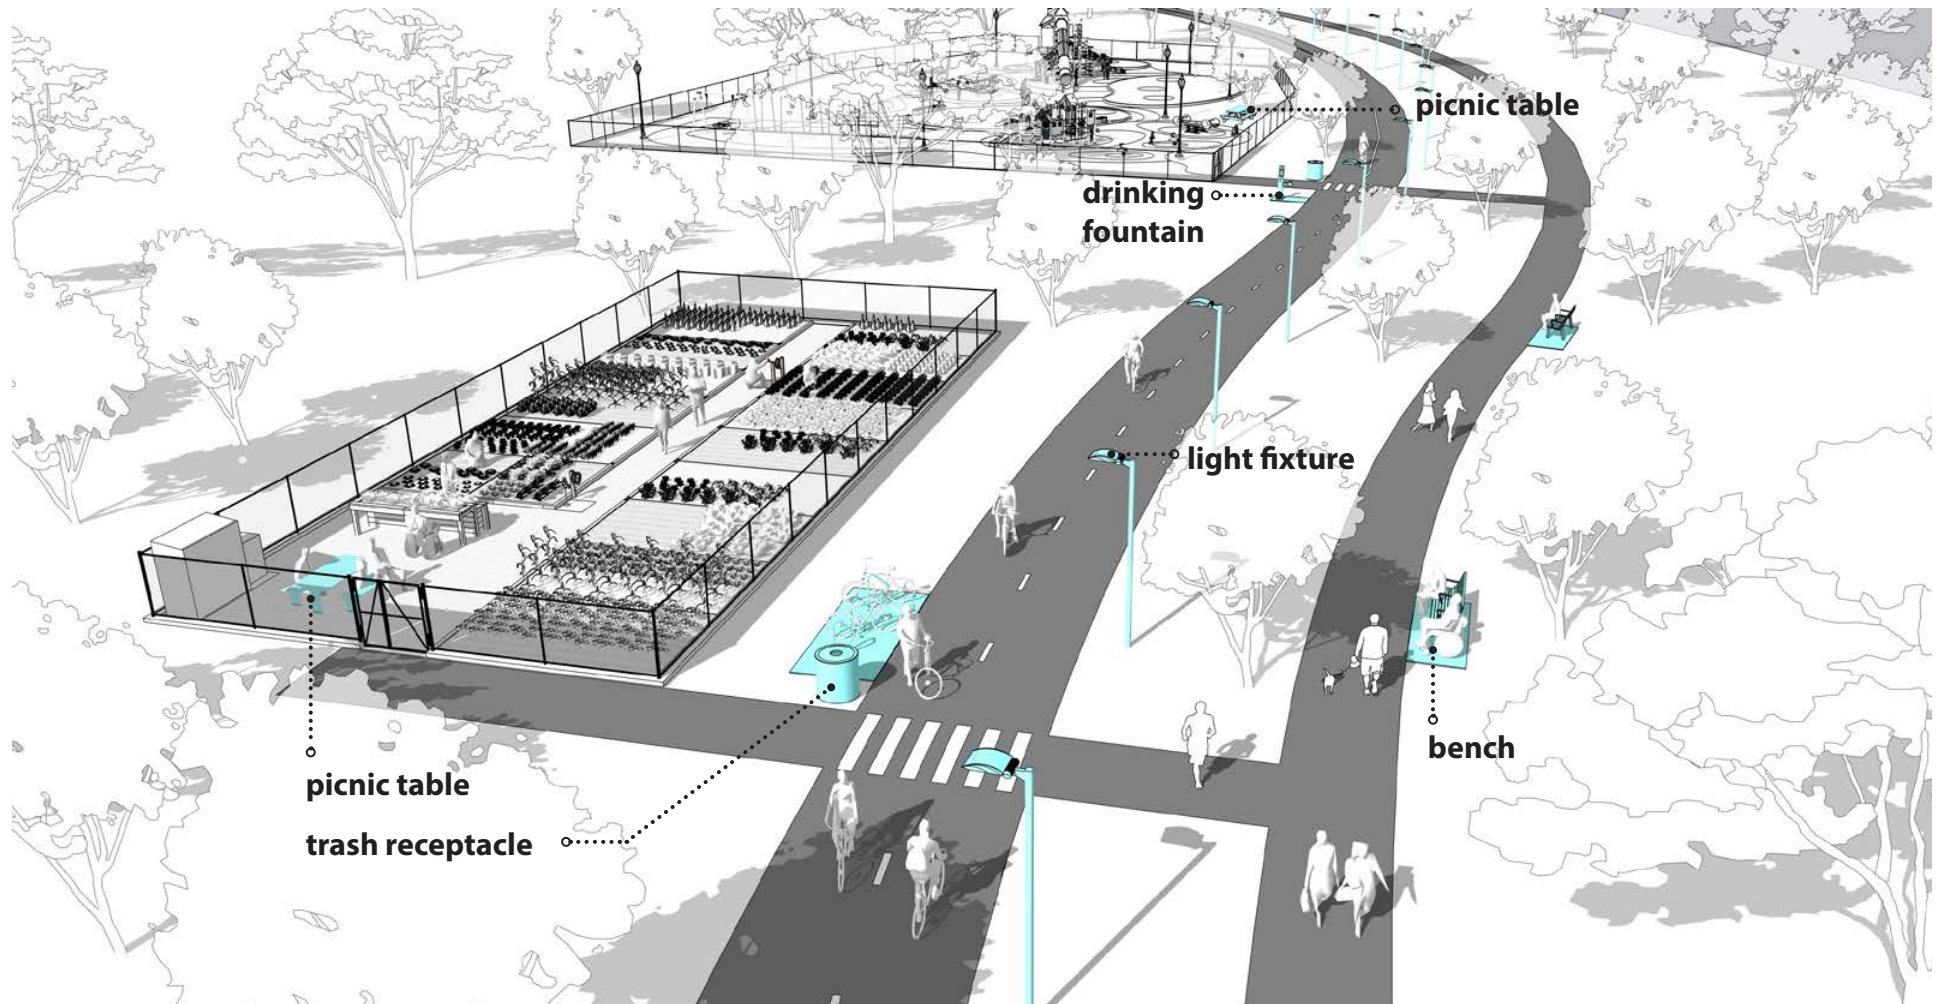 picnic table
drinking
fountain
light fixture
bench
picnic table
trash receptacle